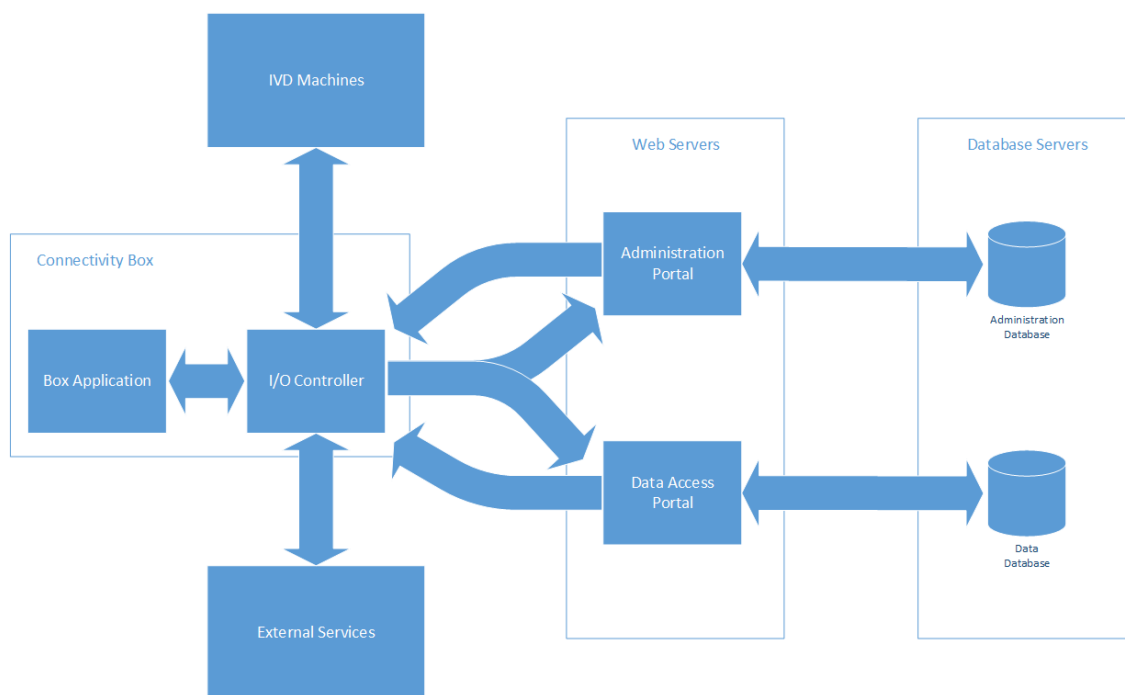 IVD Machines
Web Servers
Database Servers
Connectivity Box
Administration
Portal
Administration
Database
Box Application
I/O Controller
Data Access
Portal
Data
Database
External Services